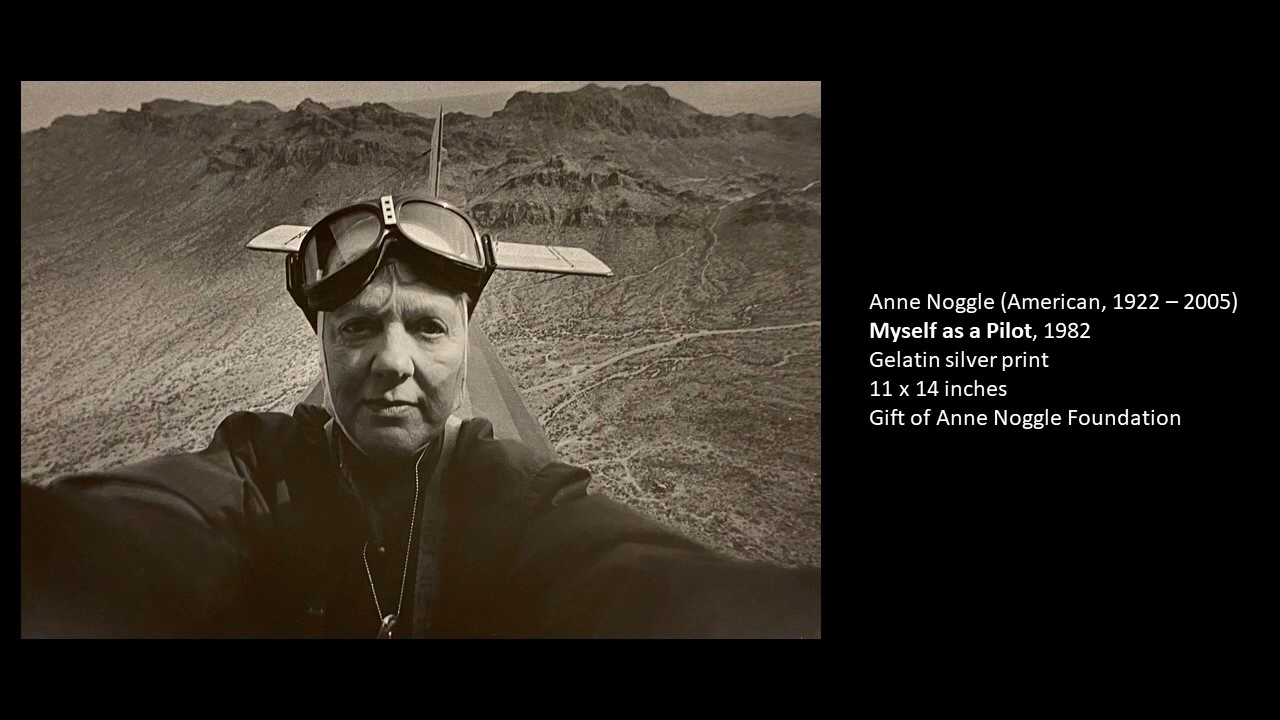 Anne Noggle (American, 1922 – 2005)
Myself as a Pilot, 1982
Gelatin silver print
11 x 14 inches
Gift of Anne Noggle Foundation